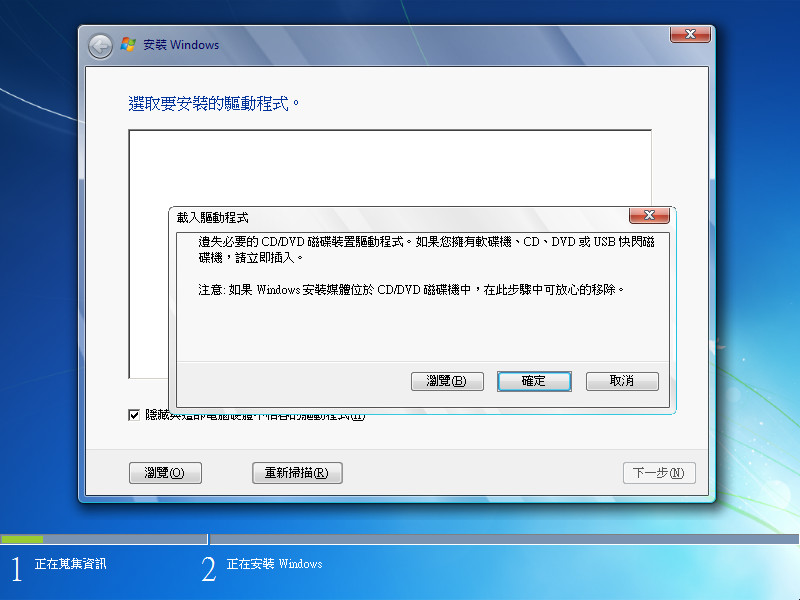 安裝 Windows
選取要安裝的驅動程式。
載入驅動程式
遺失必要的 CD/DVD 磁碟裝置驅動程式。如果您擁有軟碟機、CD、DVD 或 USB 快閃磁
碟機，請立即插入。
注意: 如果 Windows 安裝媒體位於 CD/DVD 磁碟機中，在此步驟中可放心的移除。
瀏覽(B)
確定
取消
隱藏與這部電腦硬體不相容的驅動程式(H)
瀏覽(O)
重新掃描(R)
下一步(N)
1 正在蒐集資訊
2 正在安裝 Windows